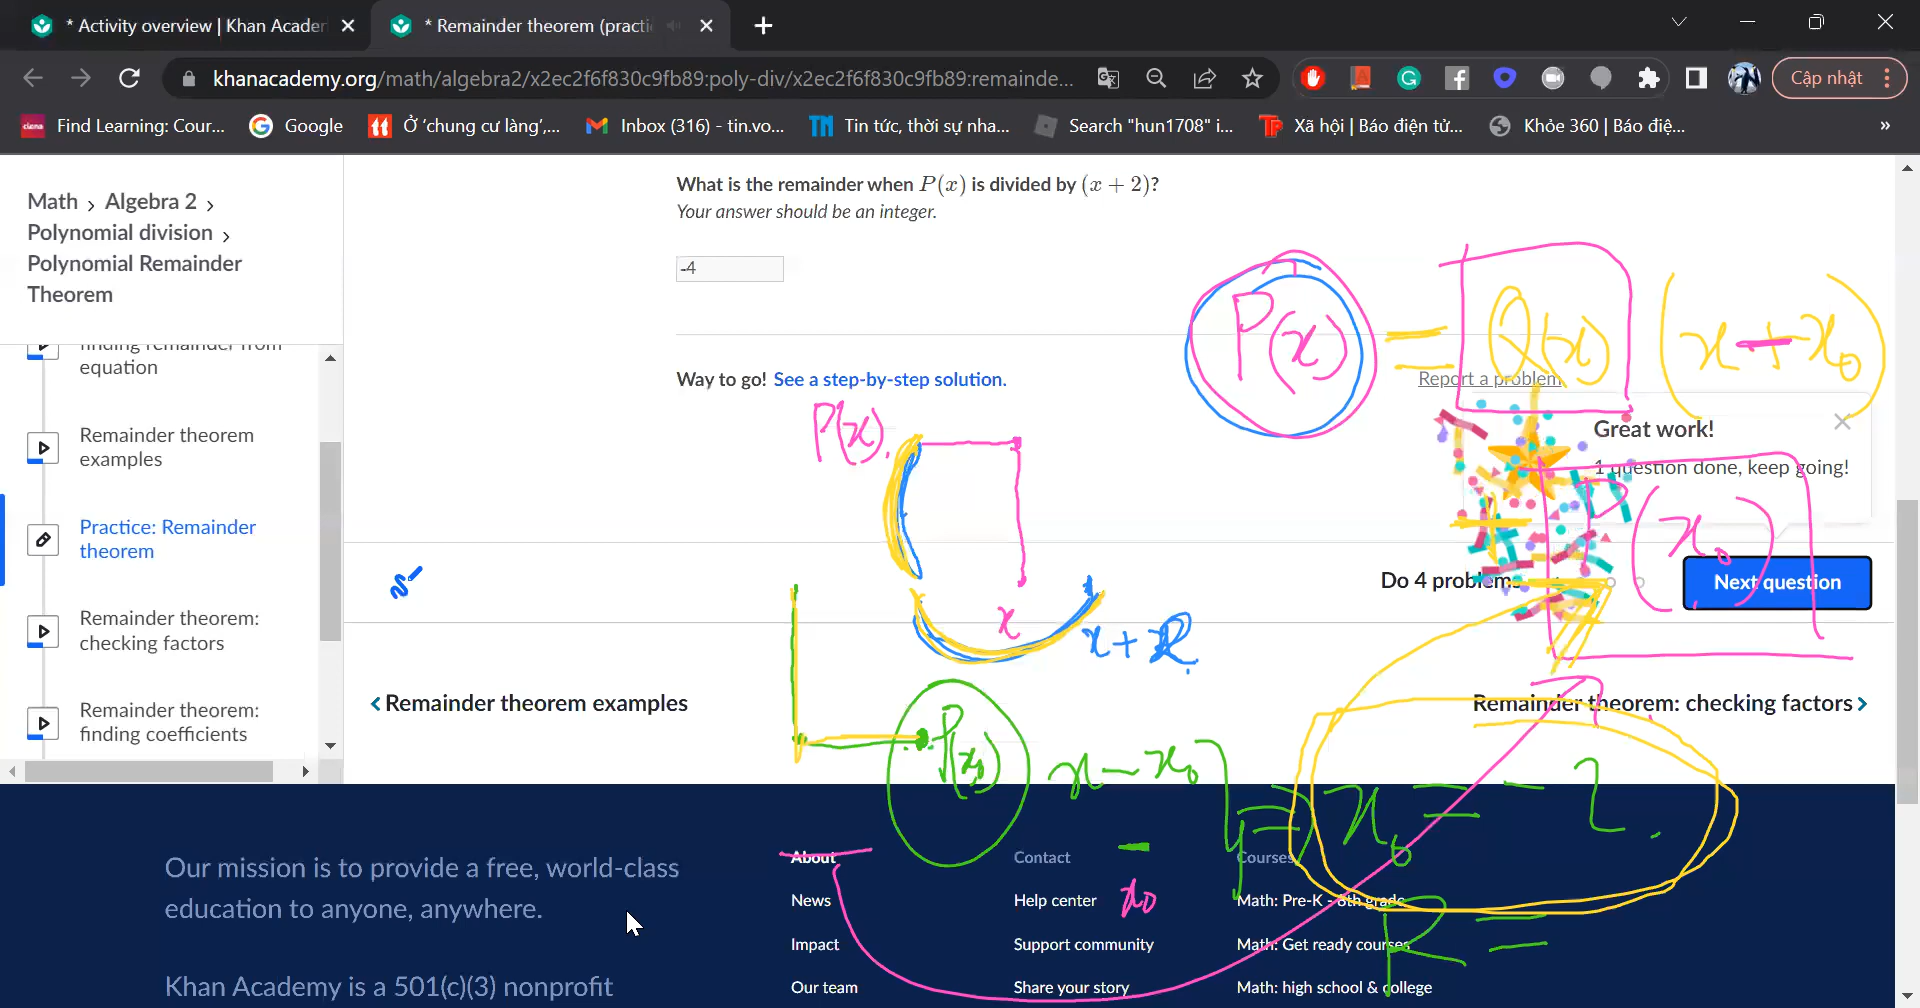 * Activity overview | Khan Acader
* Remainder theorem (practi
khanacademy.org/math/algebra2/x2ec2f6f830c9fb89:poly-div/x2ec2f6f830c9fb89:remainde...
Cập nhật
ciena Find Learning: Cour...
Google
Ở 'chung cư làng',...
Inbox (316) - tin.vo...
Tin tức, thời sự nha...
Search "hun1708" i...
Xã hội | Báo điện tử...
Khỏe 360 | Báo điệ...
»
Math > Algebra 2 >
Polynomial division >
Polynomial Remainder
Theorem
finding remainder from
equation
Remainder theorem
examples
Practice: Remainder
theorem
Remainder theorem:
checking factors
Remainder theorem:
finding coefficients
What is the remainder when P(x) is divided by (x + 2)?
Your answer should be an integer.
-4
P(x) = Q(x) (x - x₀)
Way to go! See a step-by-step solution.
Report a problem
P(x)
Great work!
1 question done, keep going!
+ P(x₀)
Do 4 problems
Next question
x
x + 2
< Remainder theorem examples
Remainder theorem: checking factors >
P(x₀) x - x₀ => x₀ = -2.
R =
x₀
Our mission is to provide a free, world-class
education to anyone, anywhere.
Khan Academy is a 501(c)(3) nonprofit
About
News
Impact
Our team
Contact
Help center
Support community
Share your story
Courses
Math: Pre-K - 8th grade
Math: Get ready courses
Math: high school & college